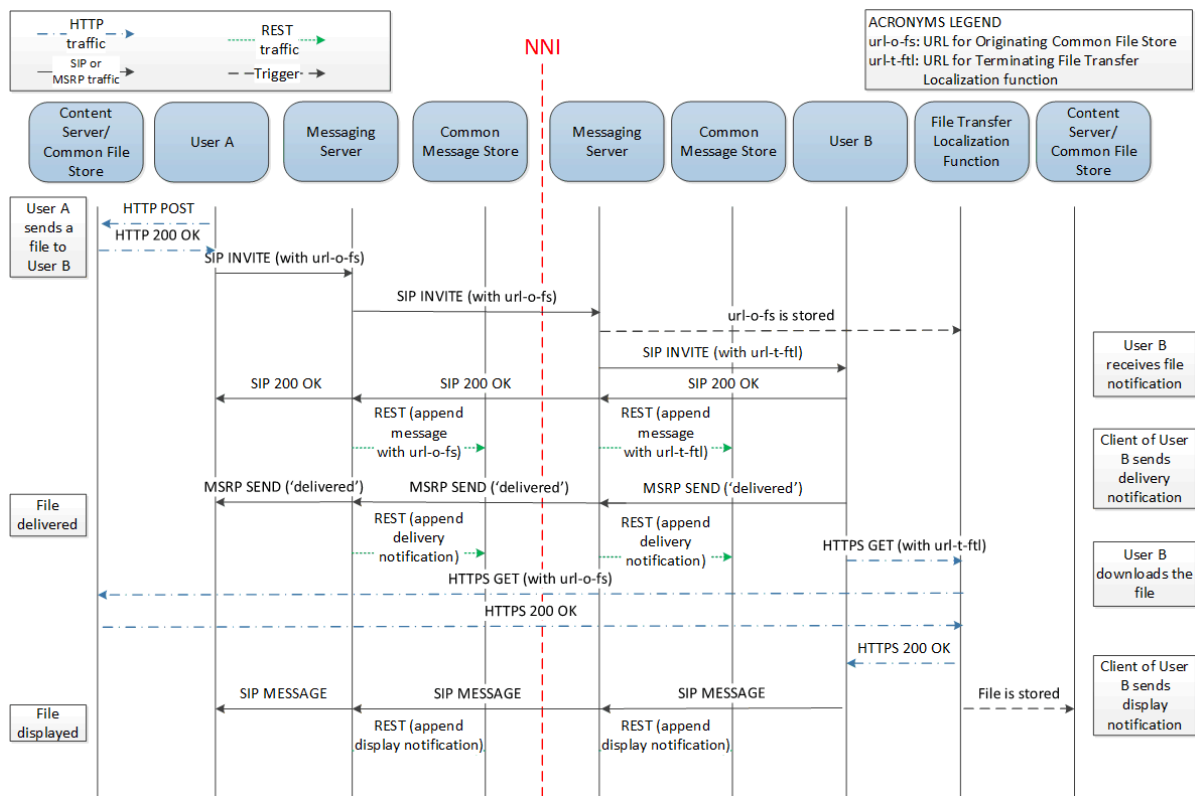 HTTP
traffic
REST
traffic
SIP or
MSRP traffic
Trigger
NNI
ACRONYMS LEGEND
url-o-fs: URL for Originating Common File Store
url-t-ftl: URL for Terminating File Transfer
Localization function
Content
Server/
Common File
Store
User A
Messaging
Server
Common
Message Store
Messaging
Server
Common
Message Store
User B
File Transfer
Localization
Function
Content
Server/
Common File
Store
User A
sends a
file to
User B
HTTP POST
HTTP 200 OK
SIP INVITE (with url-o-fs)
SIP INVITE (with url-o-fs)
url-o-fs is stored
SIP INVITE (with url-t-ftl)
User B
receives file
notification
SIP 200 OK
SIP 200 OK
SIP 200 OK
REST (append
message
with url-o-fs)
REST (append
message
with url-t-ftl)
Client of User
B sends
delivery
notification
MSRP SEND (‘delivered’)
MSRP SEND (‘delivered’)
MSRP SEND (‘delivered’)
File
delivered
REST (append
delivery
notification)
REST (append
delivery
notification)
HTTPS GET (with url-t-ftl)
User B
downloads the
file
HTTPS GET (with url-o-fs)
HTTPS 200 OK
HTTPS 200 OK
Client of User
B sends
display
notification
SIP MESSAGE
SIP MESSAGE
SIP MESSAGE
File is stored
File
displayed
REST (append
display notification)
REST (append
display notification)